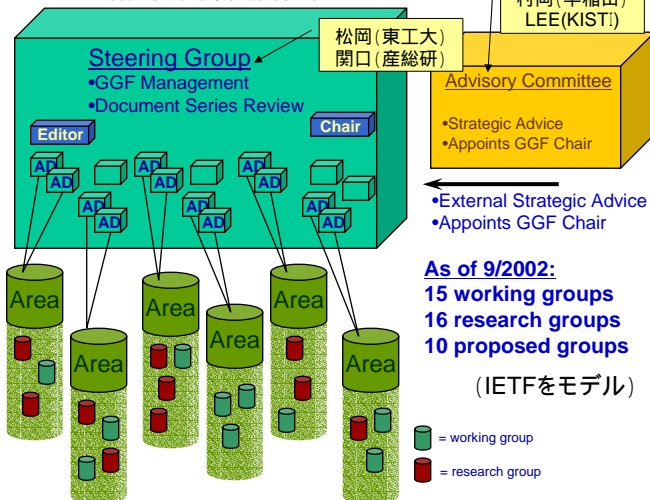 村岡(早稲田)
LEE(KISTI)
松岡(東工大)
関口(産総研)
Steering Group
•GGF Management
•Document Series Review
Advisory Committee
•Strategic Advice
•Appoints GGF Chair
Editor
Chair
AD
AD
AD
AD
AD
AD
AD
AD
AD
AD
AD
AD
•External Strategic Advice
•Appoints GGF Chair
Area
Area
Area
Area
Area
Area
As of 9/2002:
15 working groups
16 research groups
10 proposed groups
(IETFをモデル)
= working group
= research group